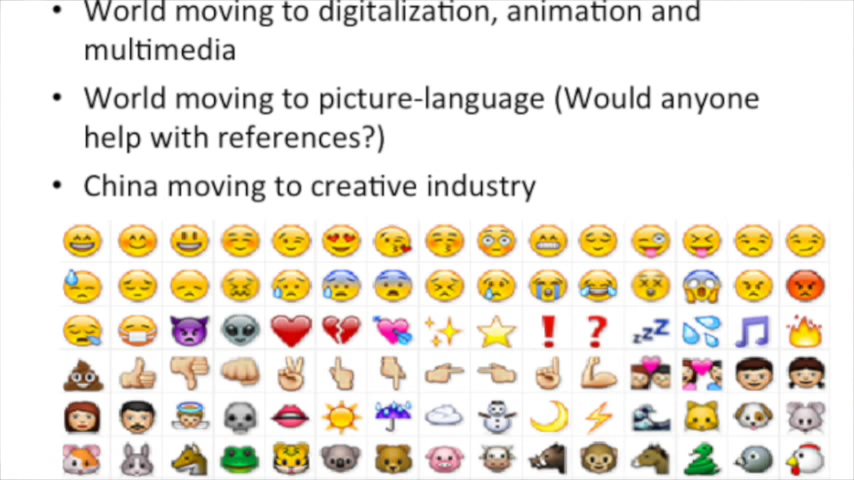 • World moving to digitalization, animation and
multimedia
• World moving to picture-language (Would anyone
help with references?)
• China moving to creative industry